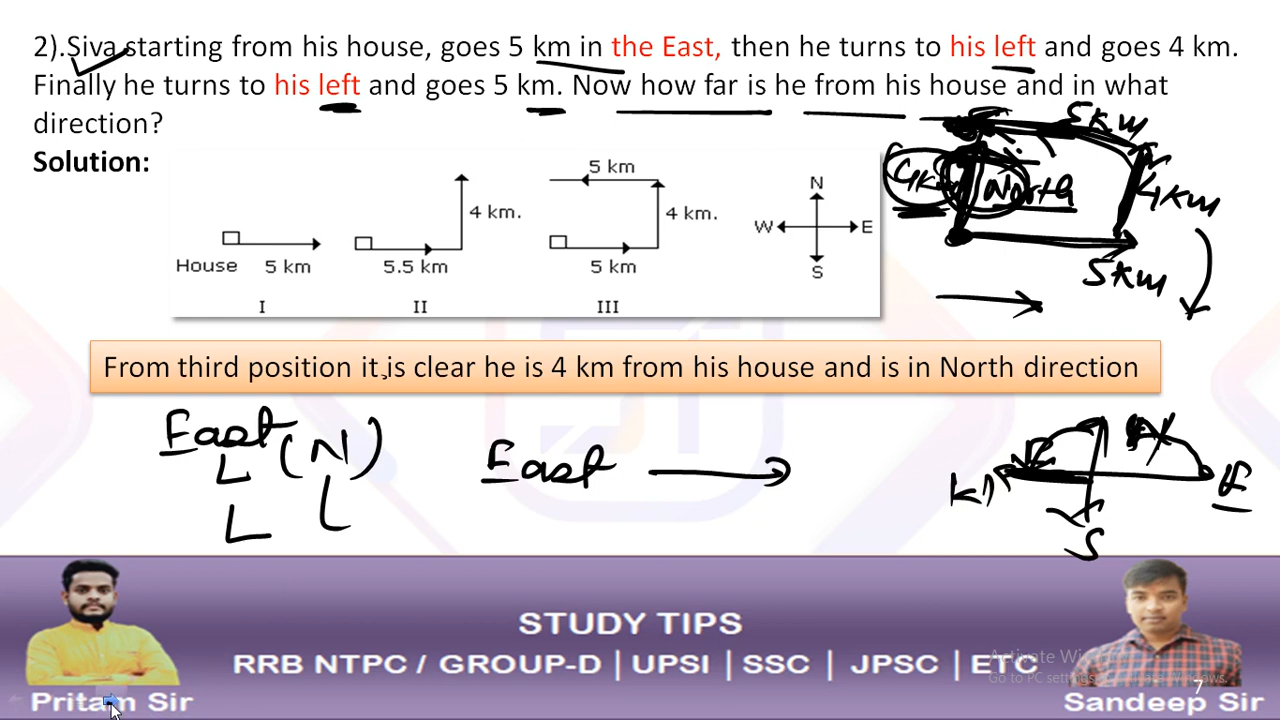 2).Siva starting from his house, goes 5 km in the East, then he turns to his left and goes 4 km.
Finally he turns to his left and goes 5 km. Now how far is he from his house and in what
direction?
Solution:
House 5 km
I
5.5 km
4 km.
II
5 km
4 km.
5 km
III
N
W E
S
5km
4km
North
4km
5km
From third position it is clear he is 4 km from his house and is in North direction
East
L (N)
L L
East
N
E
S
STUDY TIPS
RRB NTPC / GROUP-D | UPSI | SSC | JPSC | ETC
Pritam Sir
Sandeep Sir
7